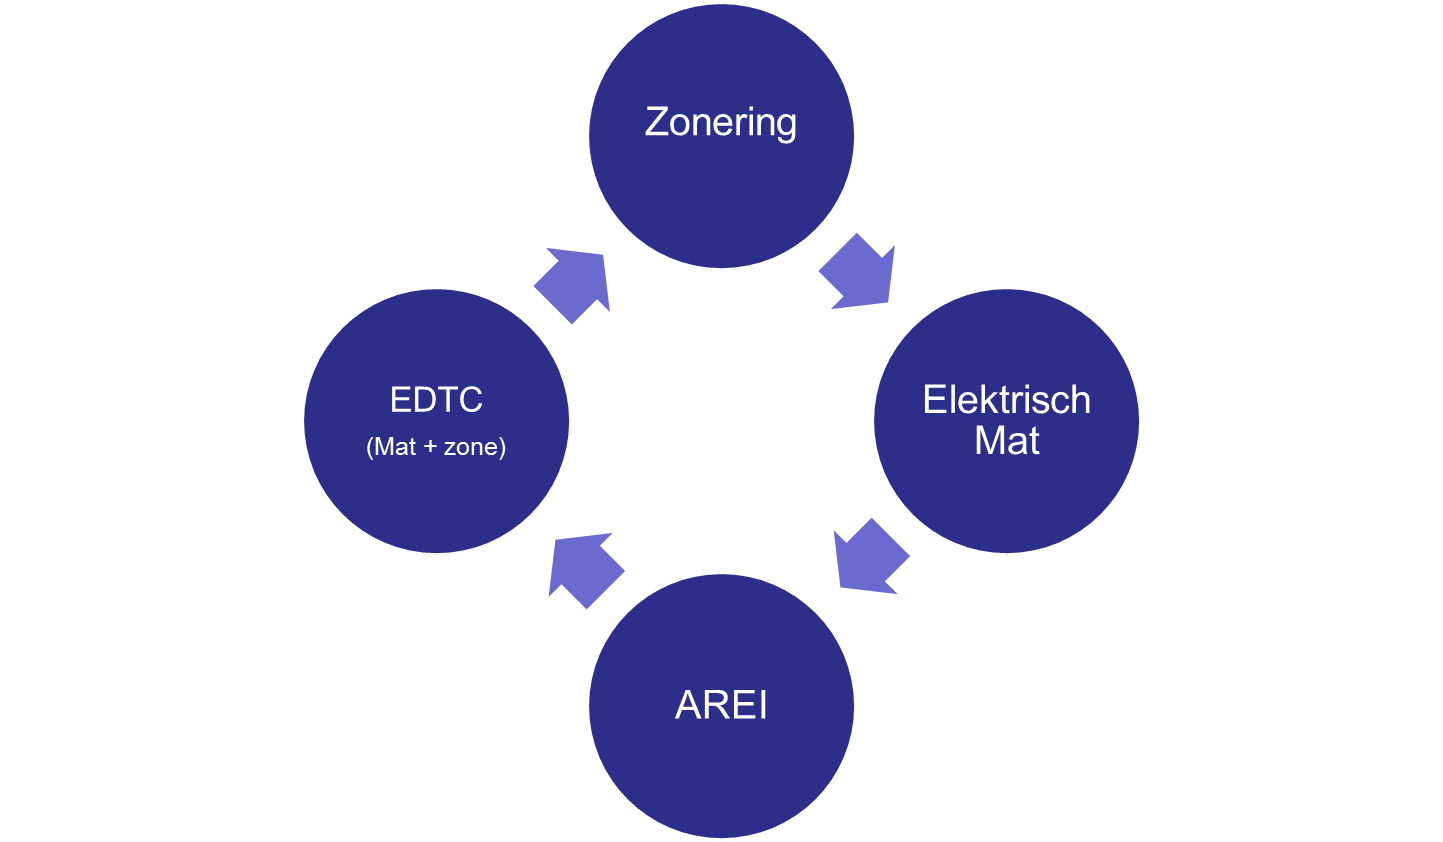 Zonering
Elektrisch
Mat
AREI
EDTC
(Mat + zone)